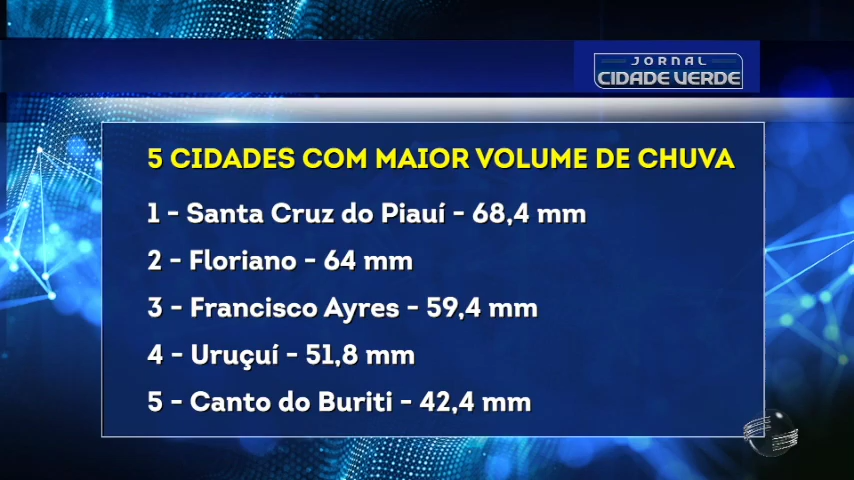 JORNAL
CIDADE VERDE
5 CIDADES COM MAIOR VOLUME DE CHUVA
1 - Santa Cruz do Piauí - 68,4 mm
2 - Floriano - 64 mm
3 - Francisco Ayres - 59,4 mm
4 - Uruçuí - 51,8 mm
5 - Canto do Buriti - 42,4 mm